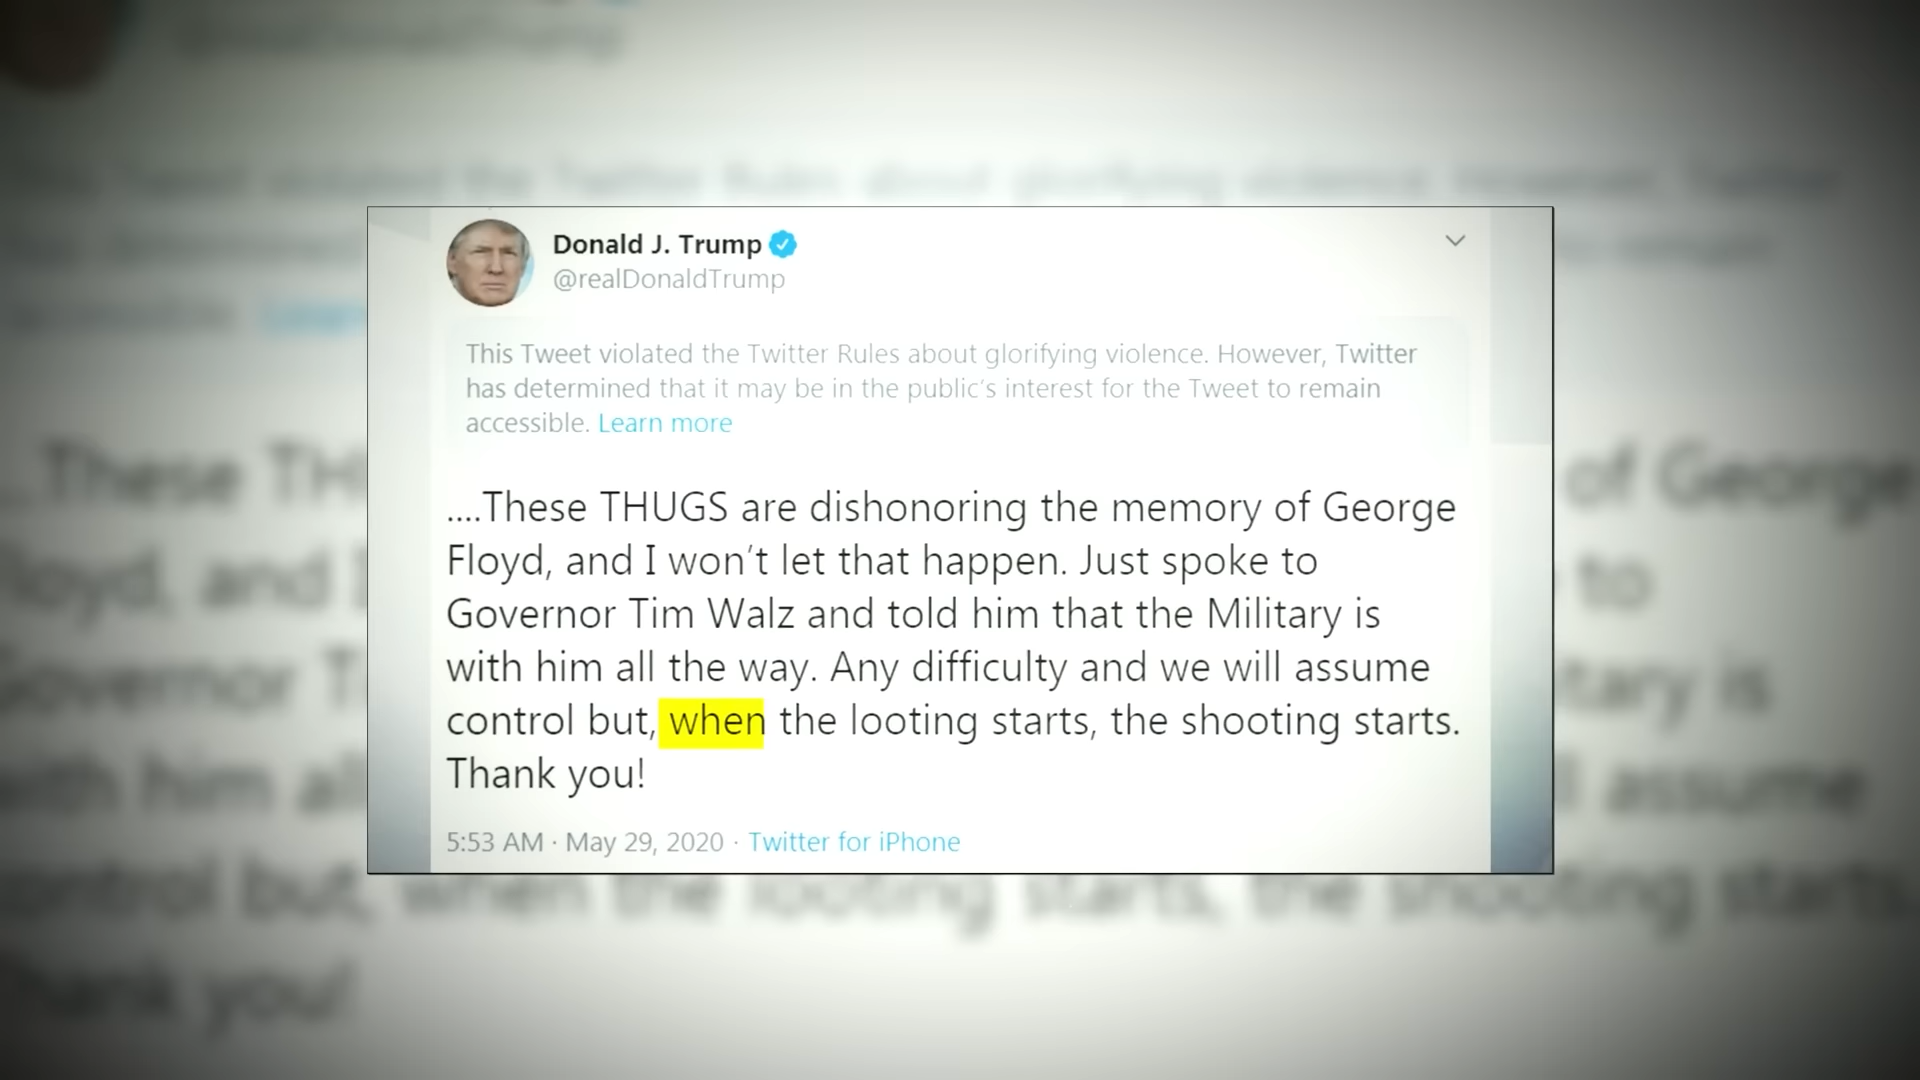 Donald J. Trump
@realDonaldTrump
This Tweet violated the Twitter Rules about glorifying violence. However, Twitter
has determined that it may be in the public's interest for the Tweet to remain
accessible. Learn more
....These THUGS are dishonoring the memory of George
Floyd, and I won't let that happen. Just spoke to
Governor Tim Walz and told him that the Military is
with him all the way. Any difficulty and we will assume
control but, when the looting starts, the shooting starts.
Thank you!
5:53 AM · May 29, 2020 · Twitter for iPhone